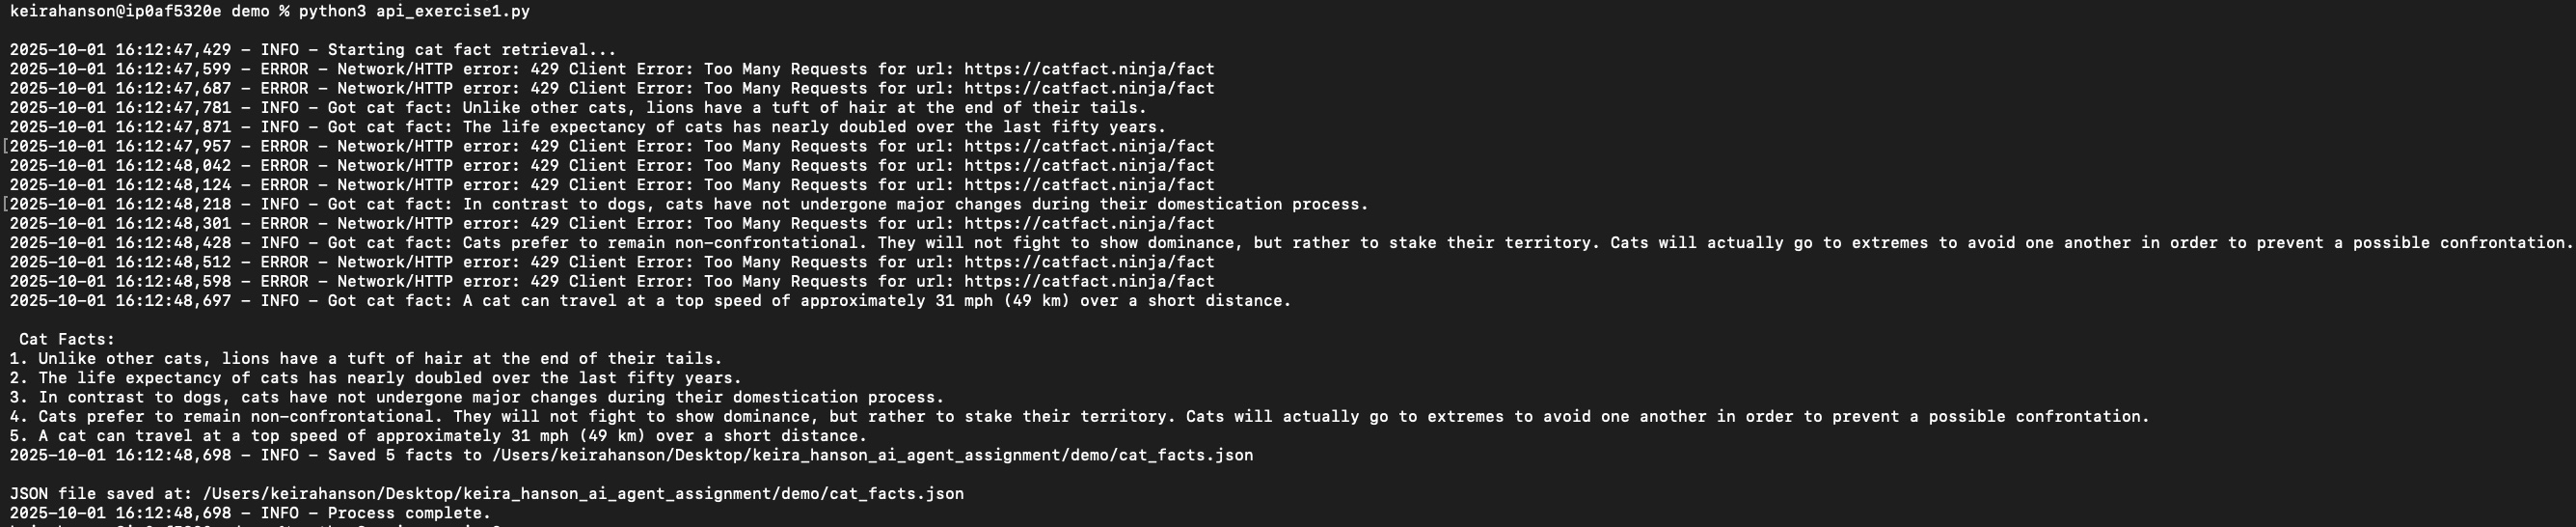 keirahanson@ip0af5320e demo % python3 api_exercise1.py
2025-10-01 16:12:47,429 - INFO - Starting cat fact retrieval...
2025-10-01 16:12:47,599 - ERROR - Network/HTTP error: 429 Client Error: Too Many Requests for url: https://catfact.ninja/fact
2025-10-01 16:12:47,687 - ERROR - Network/HTTP error: 429 Client Error: Too Many Requests for url: https://catfact.ninja/fact
2025-10-01 16:12:47,781 - INFO - Got cat fact: Unlike other cats, lions have a tuft of hair at the end of their tails.
2025-10-01 16:12:47,871 - INFO - Got cat fact: The life expectancy of cats has nearly doubled over the last fifty years.
[2025-10-01 16:12:47,957 - ERROR - Network/HTTP error: 429 Client Error: Too Many Requests for url: https://catfact.ninja/fact
2025-10-01 16:12:48,042 - ERROR - Network/HTTP error: 429 Client Error: Too Many Requests for url: https://catfact.ninja/fact
2025-10-01 16:12:48,124 - ERROR - Network/HTTP error: 429 Client Error: Too Many Requests for url: https://catfact.ninja/fact
[2025-10-01 16:12:48,218 - INFO - Got cat fact: In contrast to dogs, cats have not undergone major changes during their domestication process.
2025-10-01 16:12:48,301 - ERROR - Network/HTTP error: 429 Client Error: Too Many Requests for url: https://catfact.ninja/fact
2025-10-01 16:12:48,428 - INFO - Got cat fact: Cats prefer to remain non-confrontational. They will not fight to show dominance, but rather to stake their territory. Cats will actually go to extremes to avoid one another in order to prevent a possible confrontation.
2025-10-01 16:12:48,512 - ERROR - Network/HTTP error: 429 Client Error: Too Many Requests for url: https://catfact.ninja/fact
2025-10-01 16:12:48,598 - ERROR - Network/HTTP error: 429 Client Error: Too Many Requests for url: https://catfact.ninja/fact
2025-10-01 16:12:48,697 - INFO - Got cat fact: A cat can travel at a top speed of approximately 31 mph (49 km) over a short distance.
Cat Facts:
1. Unlike other cats, lions have a tuft of hair at the end of their tails.
2. The life expectancy of cats has nearly doubled over the last fifty years.
3. In contrast to dogs, cats have not undergone major changes during their domestication process.
4. Cats prefer to remain non-confrontational. They will not fight to show dominance, but rather to stake their territory. Cats will actually go to extremes to avoid one another in order to prevent a possible confrontation.
5. A cat can travel at a top speed of approximately 31 mph (49 km) over a short distance.
2025-10-01 16:12:48,698 - INFO - Saved 5 facts to /Users/keirahanson/Desktop/keira_hanson_ai_agent_assignment/demo/cat_facts.json
JSON file saved at: /Users/keirahanson/Desktop/keira_hanson_ai_agent_assignment/demo/cat_facts.json
2025-10-01 16:12:48,698 - INFO - Process complete.